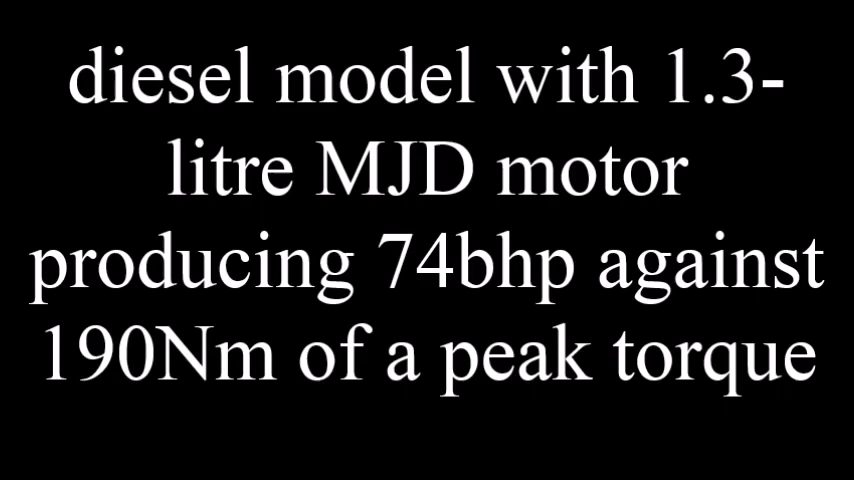 diesel model with 1.3-
litre MJD motor
producing 74bhp against
190Nm of a peak torque